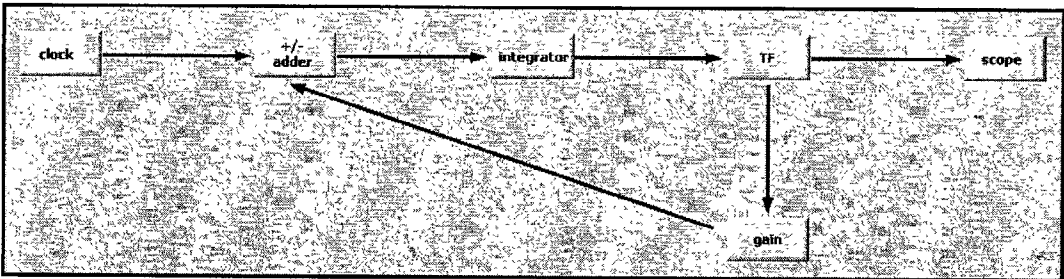 clock
+/-
adder
integrator
TF
scope
gain